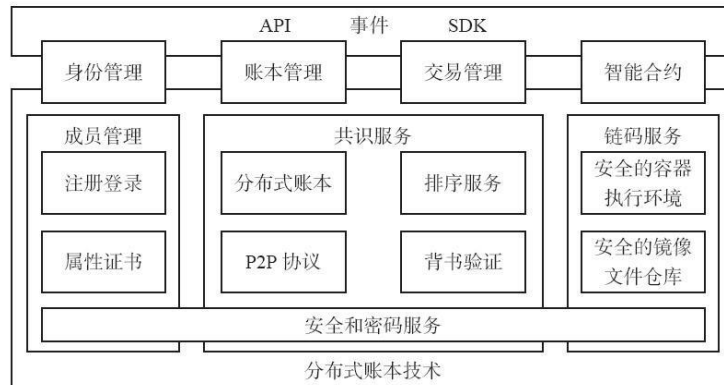 API 事件 SDK
身份管理 账本管理 交易管理 智能合约
成员管理 共识服务 链码服务
注册登录 分布式账本 排序服务 安全的容器
执行环境
属性证书 P2P 协议 背书验证 安全的镜像
文件仓库
安全和密码服务
分布式账本技术